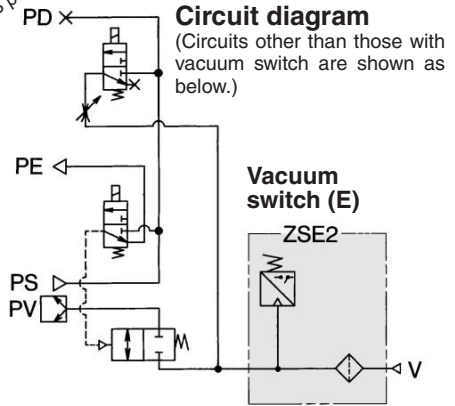 Circuit diagram
(Circuits other than those with
vacuum switch are shown as
below.)
PD
PE
Vacuum
switch (E)
ZSE2
PS
PV
V